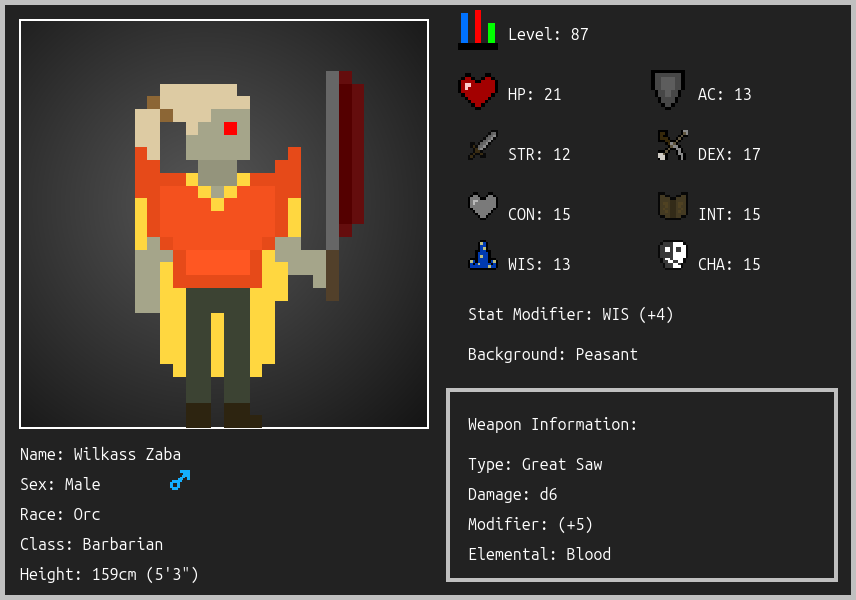 Level: 87
HP: 21
AC: 13
STR: 12
DEX: 17
CON: 15
INT: 15
WIS: 13
CHA: 15
Stat Modifier: WIS (+4)
Background: Peasant
Name: Wilkass Zaba
Sex: Male
Race: Orc
Class: Barbarian
Height: 159cm (5'3")
Weapon Information:
Type: Great Saw
Damage: d6
Modifier: (+5)
Elemental: Blood